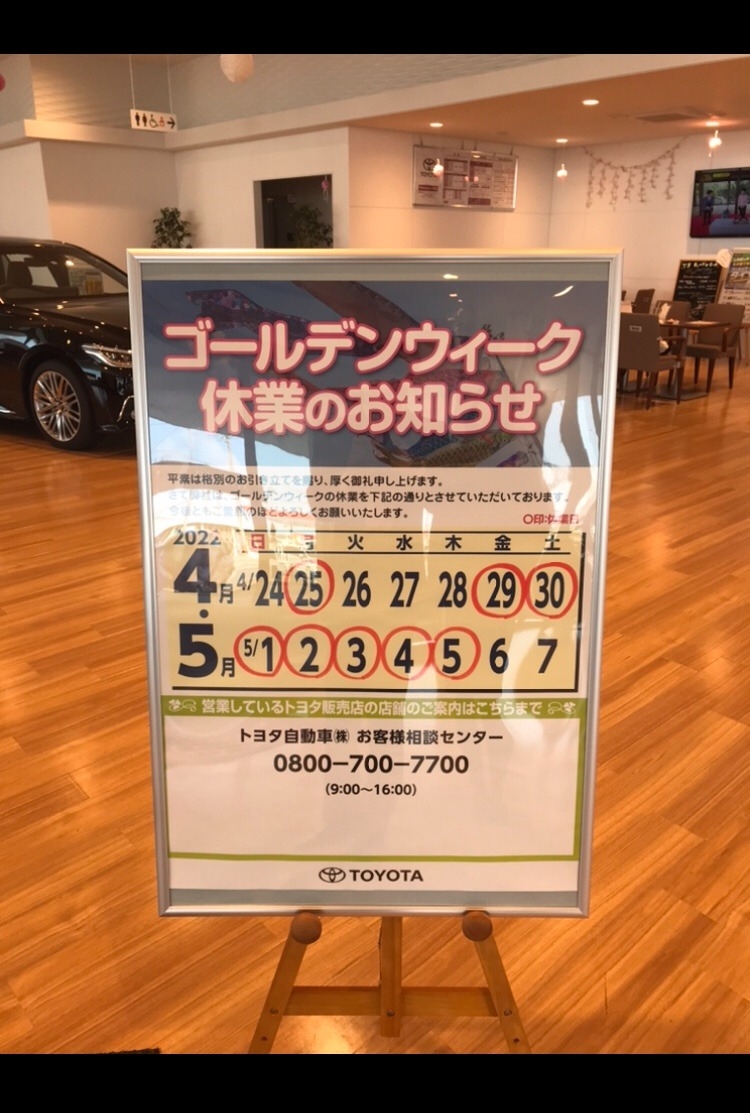 ゴールデンウィーク
休業のお知らせ
平素は格別のお引き立てを賜り、厚く御礼申し上げます。
さて弊社は、ゴールデンウィークの休業を下記の通りとさせていただいております。
今後ともご愛顧のほどよろしくお願いいたします。
〇印:休業日
2022 日 月 火 水 木 金 土
4月 4/24 25 26 27 28 29 30
・
5月 5/1 2 3 4 5 6 7
営業しているトヨタ販売店の店舗のご案内はこちらまで
トヨタ自動車㈱ お客様相談センター
0800-700-7700
(9:00〜16:00)
TOYOTA